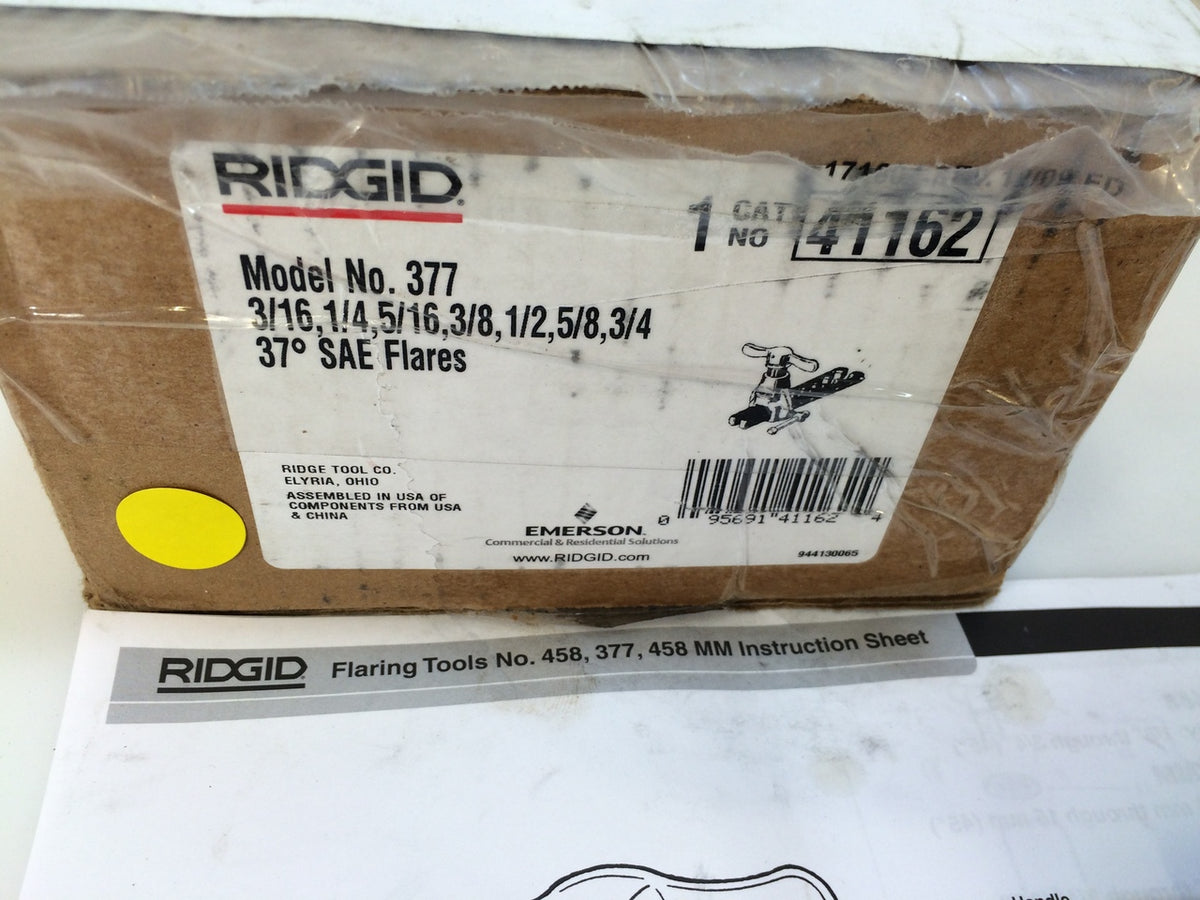 RIDGID
1 CAT NO 41162
Model No. 377
3/16,1/4,5/16,3/8,1/2,5/8,3/4
37° SAE Flares
RIDGE TOOL CO.
ELYRIA, OHIO
ASSEMBLED IN USA OF
COMPONENTS FROM USA
& CHINA
EMERSON
Commercial & Residential Solutions
www.RIDGID.com
0 95691 41162 4
944130065
RIDGID Flaring Tools No. 458, 377, 458 MM Instruction Sheet
Handle